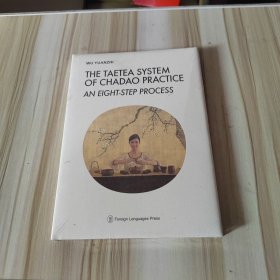 WU YUANZHI
THE TAETEA SYSTEM
OF CHADAO PRACTICE
AN EIGHT-STEP PROCESS
Foreign Languages Press